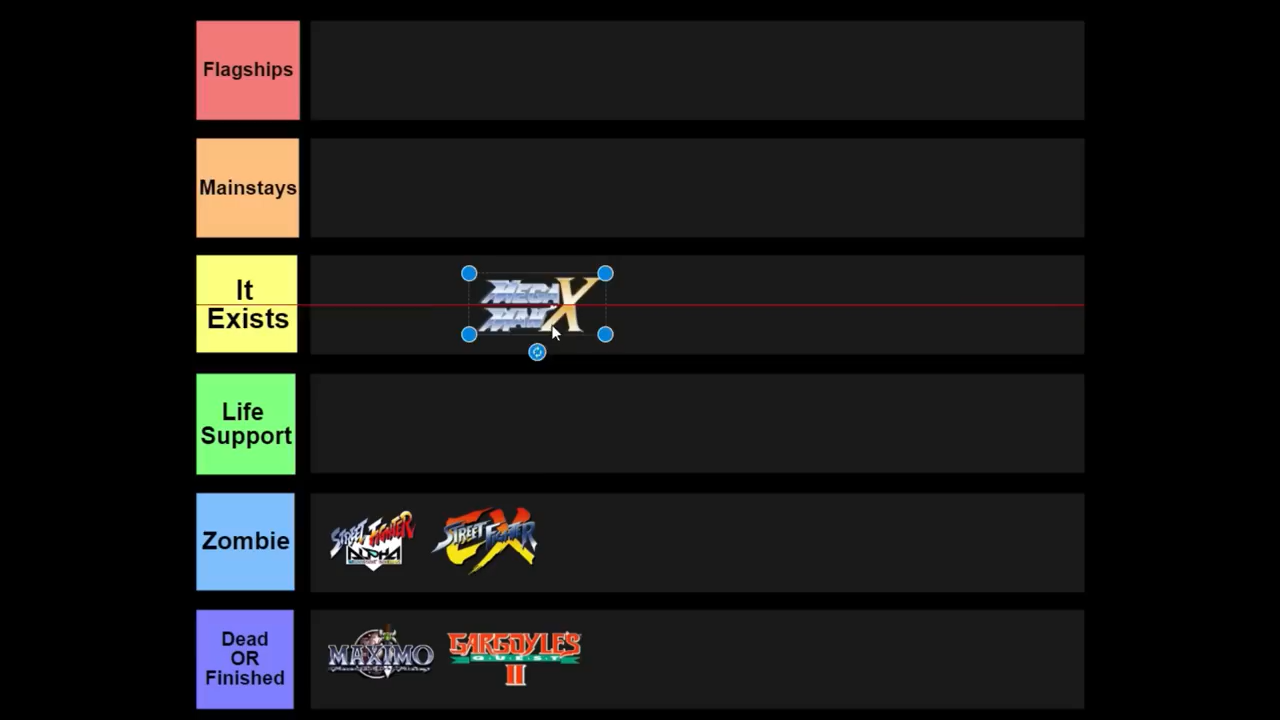 Flagships
Mainstays
It
Exists
MEGA
MAN X
Life
Support
Zombie
STREET FIGHTER
ALPHA
STREET FIGHTER
EX
Dead
OR
Finished
MAXIMO
GARGOYLE'S
QUEST
II